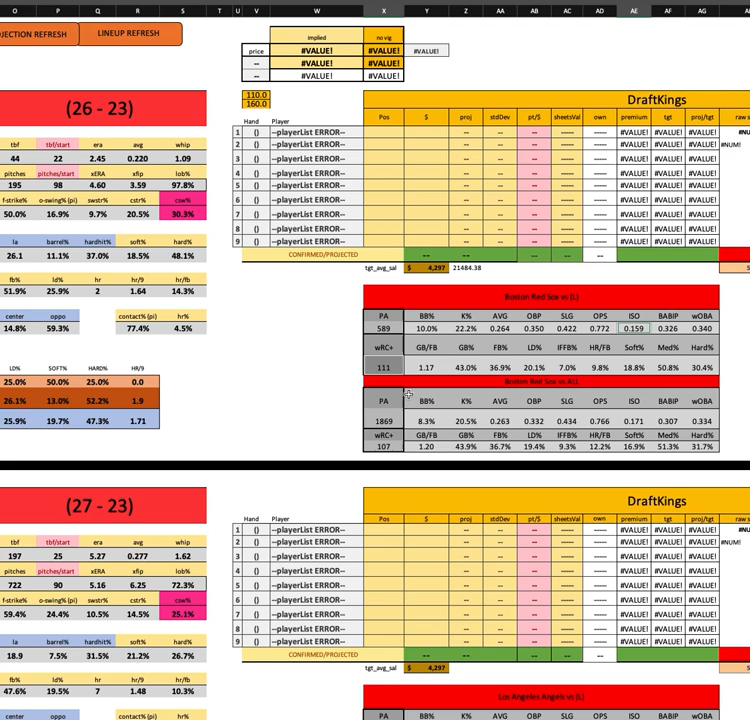 O P Q R S U V W X Y Z AA AB AC AD AE AF AG
JECTION REFRESH LINEUP REFRESH
implied no vig
price #VALUE! #VALUE! #VALUE!
-- #VALUE! #VALUE!
-- #VALUE! #VALUE!
110.0
160.0
(26 - 23) DraftKings
Hand Player Pos $ proj stdDev pt/$ sheetsVal own premium tgt proj/tgt raw s
tbf tbf/start era avg whip
44 22 2.45 0.220 1.09
pitches pitches/start xERA xfip lob%
195 98 4.60 3.59 97.8%
f-strike% o-swing% (pi) swstr% cstr% csw%
50.0% 16.9% 9.7% 20.5% 30.3%
la barrel% hardhit% soft% hard%
26.1 11.1% 37.0% 18.5% 48.1%
fb% ld% hr hr/9 hr/fb
51.9% 25.9% 2 1.64 14.3%
center oppo contact% (pi) hr%
14.8% 59.3% 77.4% 4.5%
LD% SOFT% HARD% HR/9
25.0% 50.0% 25.0% 0.0
26.1% 13.0% 52.2% 1.9
25.9% 19.7% 47.3% 1.71
1 () --playerList ERROR-- -- ----- ----- #VALUE! #VALUE! #VALUE! #NU
2 () --playerList ERROR-- -- ----- ----- #VALUE! #VALUE! #VALUE! #NUM!
3 () --playerList ERROR-- -- ----- ----- #VALUE! #VALUE! #VALUE!
4 () --playerList ERROR-- -- ----- ----- #VALUE! #VALUE! #VALUE!
5 () --playerList ERROR-- -- ----- ----- #VALUE! #VALUE! #VALUE!
6 () --playerList ERROR-- -- ----- ----- #VALUE! #VALUE! #VALUE!
7 () --playerList ERROR-- -- ----- ----- #VALUE! #VALUE! #VALUE!
8 () --playerList ERROR-- -- ----- ----- #VALUE! #VALUE! #VALUE!
9 () --playerList ERROR-- -- ----- ----- #VALUE! #VALUE! #VALUE!
CONFIRMED/PROJECTED -- -- -- -- --
tgt_avg_sal $ 4,297 21484.38
Boston Red Sox vs (L)
PA BB% K% AVG OBP SLG OPS ISO BABIP wOBA
589 10.0% 22.2% 0.264 0.350 0.422 0.772 0.159 0.326 0.340
wRC+ GB/FB GB% FB% LD% IFFB% HR/FB Soft% Med% Hard%
111 1.17 43.0% 36.9% 20.1% 7.0% 9.8% 18.8% 50.8% 30.4%
Boston Red Sox vs ALL
PA BB% K% AVG OBP SLG OPS ISO BABIP wOBA
1869 8.3% 20.5% 0.263 0.332 0.434 0.766 0.171 0.307 0.334
wRC+ GB/FB GB% FB% LD% IFFB% HR/FB Soft% Med% Hard%
107 1.20 43.9% 36.7% 19.4% 9.3% 12.2% 16.9% 51.3% 31.7%
(27 - 23) DraftKings
Hand Player Pos $ proj stdDev pt/$ sheetsVal own premium tgt proj/tgt raw s
tbf tbf/start era avg whip
197 25 5.27 0.277 1.62
pitches pitches/start xERA xfip lob%
722 90 5.16 6.25 72.3%
f-strike% o-swing% (pi) swstr% cstr% csw%
59.4% 24.4% 10.5% 14.5% 25.1%
la barrel% hardhit% soft% hard%
18.9 7.5% 31.5% 21.2% 26.7%
fb% ld% hr hr/9 hr/fb
47.6% 19.5% 7 1.48 10.3%
center oppo contact% (pi) hr%
1 () --playerList ERROR-- -- ----- ----- #VALUE! #VALUE! #VALUE! #NU
2 () --playerList ERROR-- -- ----- ----- #VALUE! #VALUE! #VALUE! #NUM!
3 () --playerList ERROR-- -- ----- ----- #VALUE! #VALUE! #VALUE!
4 () --playerList ERROR-- -- ----- ----- #VALUE! #VALUE! #VALUE!
5 () --playerList ERROR-- -- ----- ----- #VALUE! #VALUE! #VALUE!
6 () --playerList ERROR-- -- ----- ----- #VALUE! #VALUE! #VALUE!
7 () --playerList ERROR-- -- ----- ----- #VALUE! #VALUE! #VALUE!
8 () --playerList ERROR-- -- ----- ----- #VALUE! #VALUE! #VALUE!
9 () --playerList ERROR-- -- ----- ----- #VALUE! #VALUE! #VALUE!
CONFIRMED/PROJECTED -- -- -- -- --
tgt_avg_sal $ 4,297
Los Angeles Angels vs (L)
PA BB% K% AVG OBP SLG OPS ISO BABIP wOBA